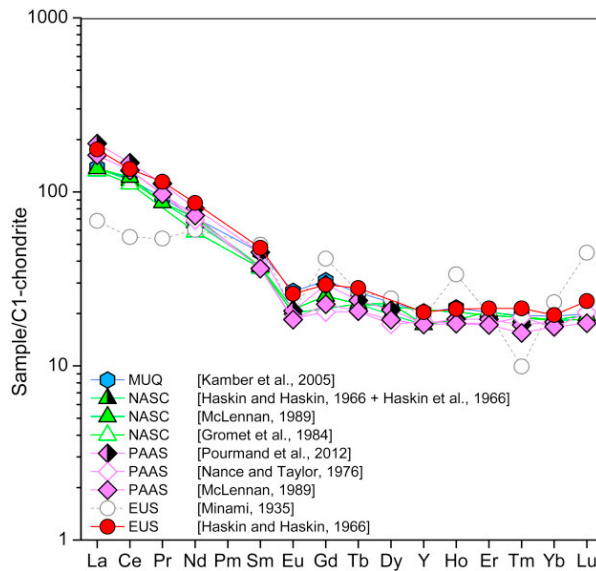 1000
100
10
1
Sample/C1-chondrite
MUQ [Kamber et al., 2005]
NASC [Haskin and Haskin, 1966 + Haskin et al., 1966]
NASC [McLennan, 1989]
NASC [Gromet et al., 1984]
PAAS [Pourmand et al., 2012]
PAAS [Nance and Taylor, 1976]
PAAS [McLennan, 1989]
EUS [Minami, 1935]
EUS [Haskin and Haskin, 1966]
La Ce Pr Nd Pm Sm Eu Gd Tb Dy Y Ho Er Tm Yb Lu